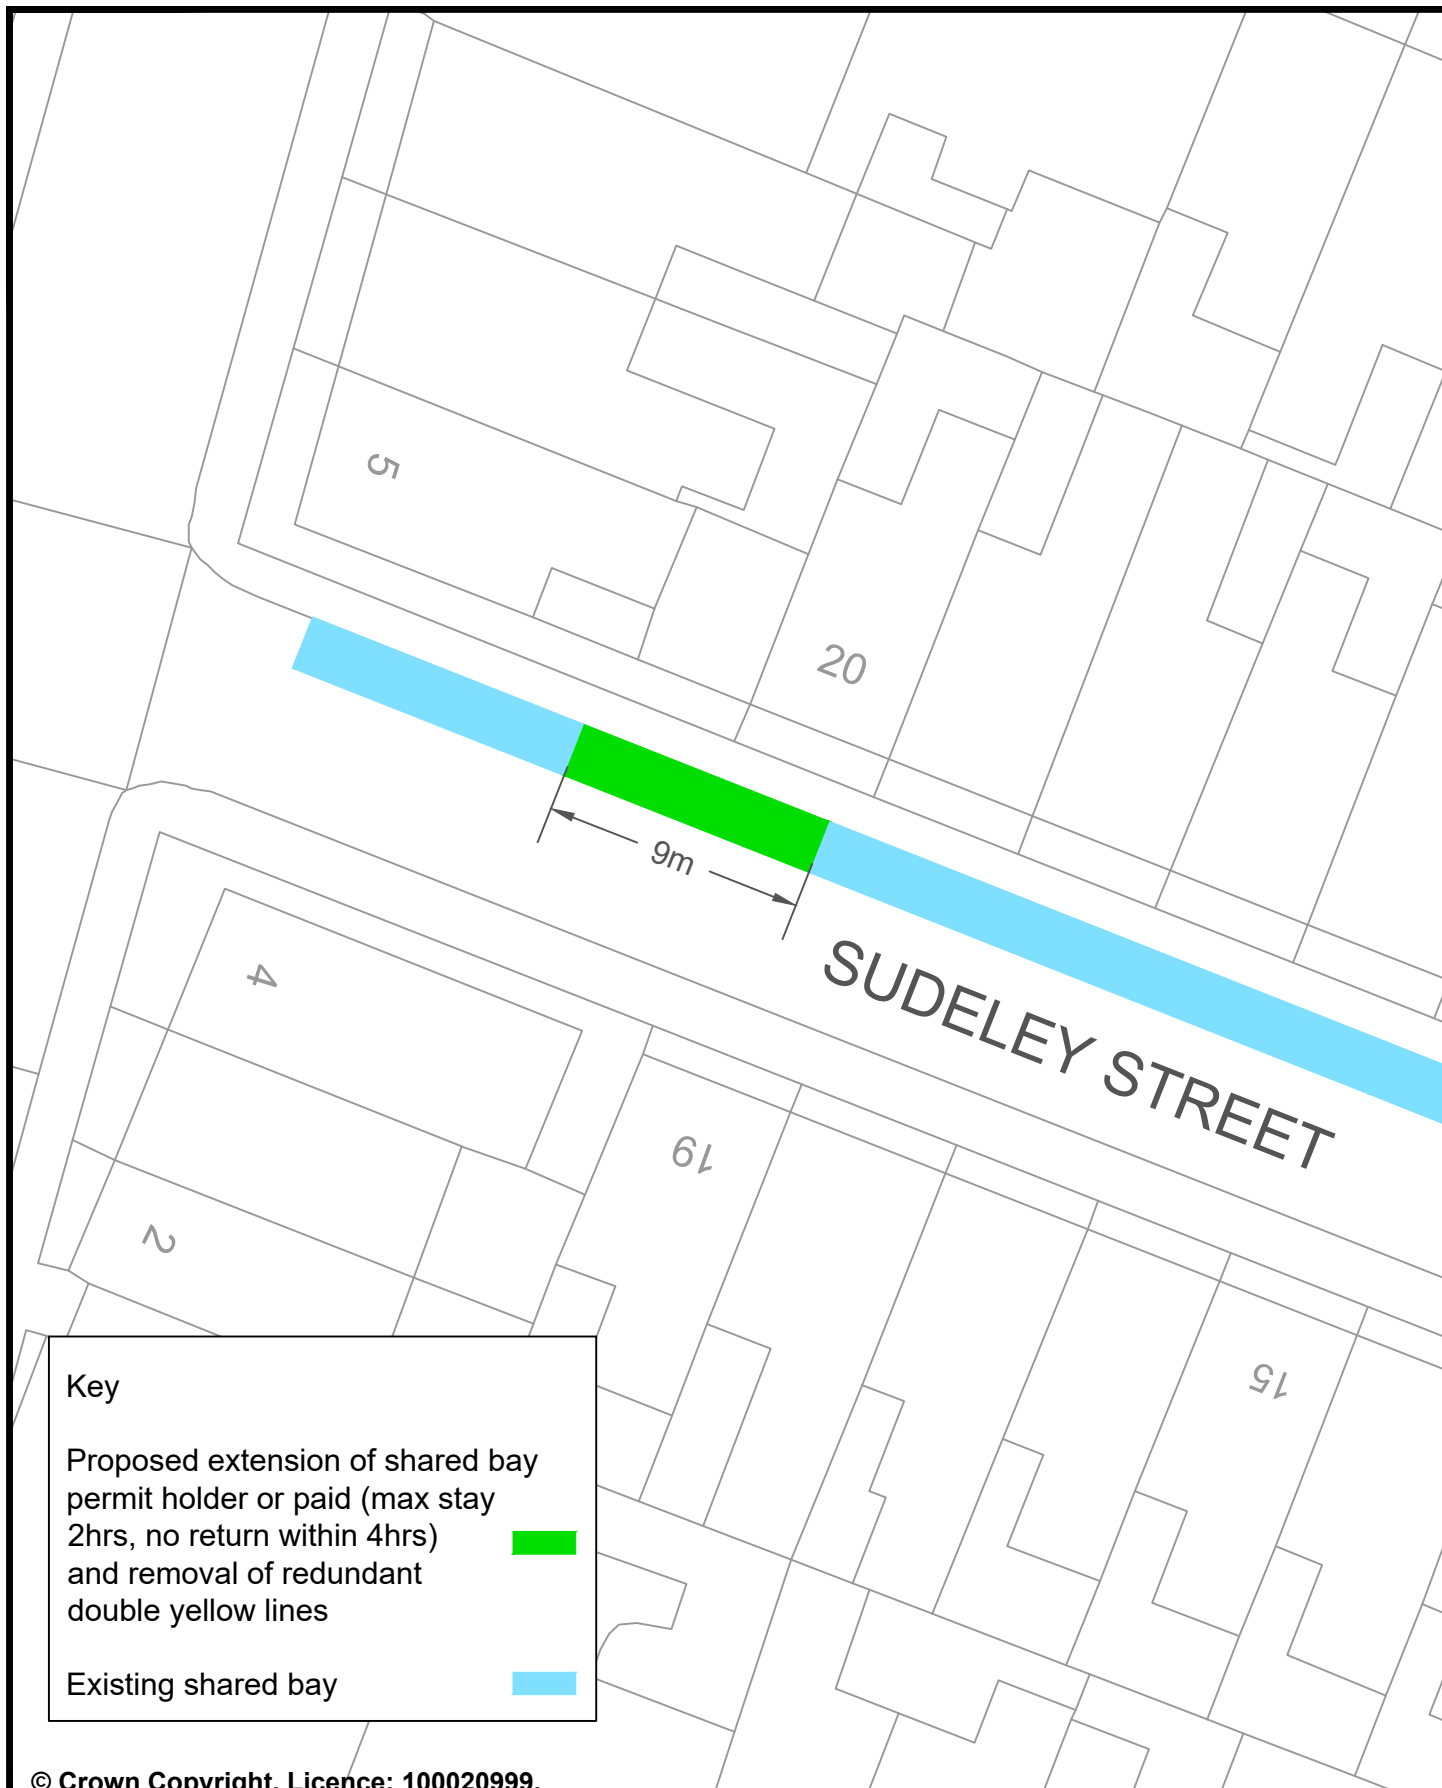 5
20
9m
SUDELEY STREET
4
19
2
15
Key
Proposed extension of shared bay
permit holder or paid (max stay
2hrs, no return within 4hrs)
and removal of redundant
double yellow lines
Existing shared bay
© Crown Copyright. Licence: 100020999.